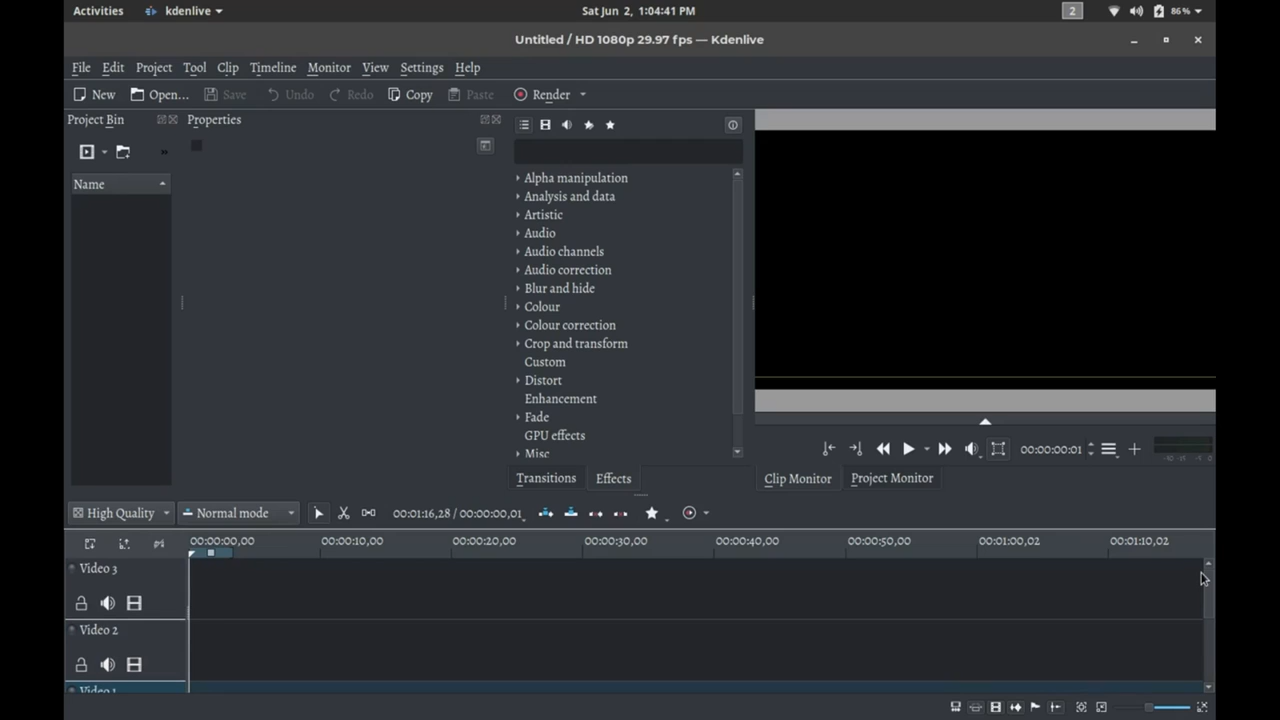 Activities kdenlive Sat Jun 2, 1:04:41 PM 2 86 %
Untitled / HD 1080p 29.97 fps — Kdenlive
File Edit Project Tool Clip Timeline Monitor View Settings Help
New Open... Save Undo Redo Copy Paste Render
Project Bin
Name
Properties
Alpha manipulation
Analysis and data
Artistic
Audio
Audio channels
Audio correction
Blur and hide
Colour
Colour correction
Crop and transform
Custom
Distort
Enhancement
Fade
GPU effects
Misc
Transitions Effects
00:00:00:01
Clip Monitor Project Monitor
High Quality Normal mode 00:01:16,28 / 00:00:00,01
00:00:00,00 00:00:10,00 00:00:20,00 00:00:30,00 00:00:40,00 00:00:50,00 00:01:00,02 00:01:10,02
Video 3
Video 2
Video 1